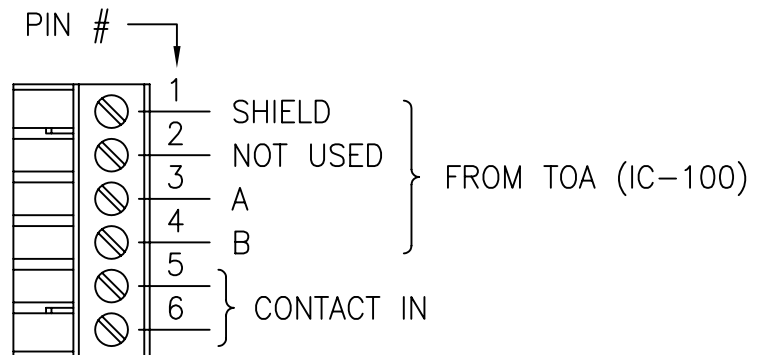 PIN #
1 SHIELD
2 NOT USED
3 A
4 B
FROM TOA (IC-100)
5
6
CONTACT IN